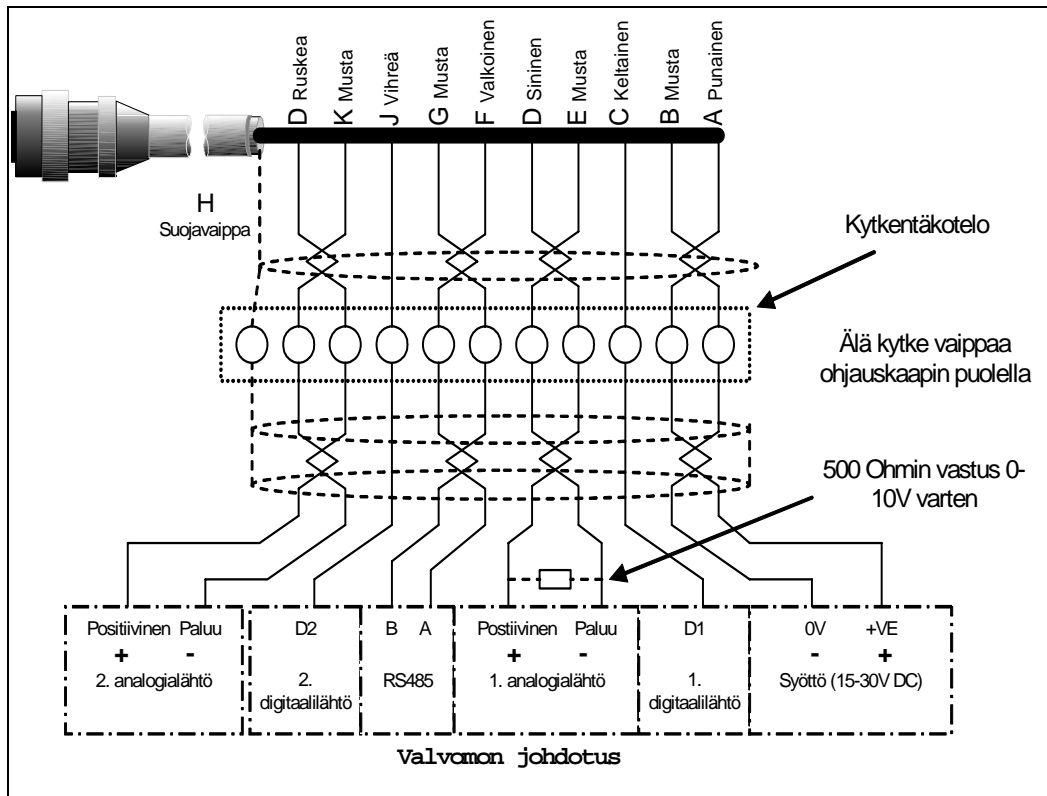 D Ruskea
K Musta
J Vihreä
G Musta
F Valkoinen
D Sininen
E Musta
C Keltainen
B Musta
A Punainen
H
Suojavaippa
Kytkentäkotelo
Älä kytke vaippaa
ohjauskaapin puolella
500 Ohmin vastus 0-
10V varten
Positiivinen Paluu
+ -
2. analogialähtö
D2
2.
digitaalilähtö
B A
RS485
Postiivinen Paluu
+ -
1. analogialähtö
D1
1.
digitaalilähtö
0V +VE
- +
Syöttö (15-30V DC)
Valvomon johdotus